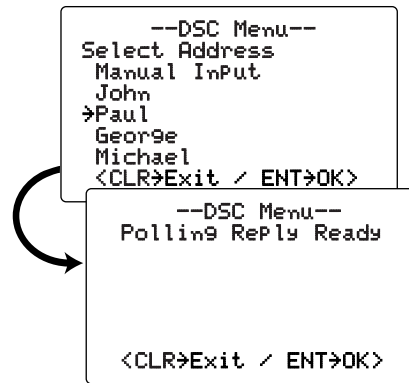 --DSC Menu--
Select Address
Manual Input
John
→Paul
George
Michael
<CLR→Exit / ENT→OK>
--DSC Menu--
Polling Reply Ready
<CLR→Exit / ENT→OK>